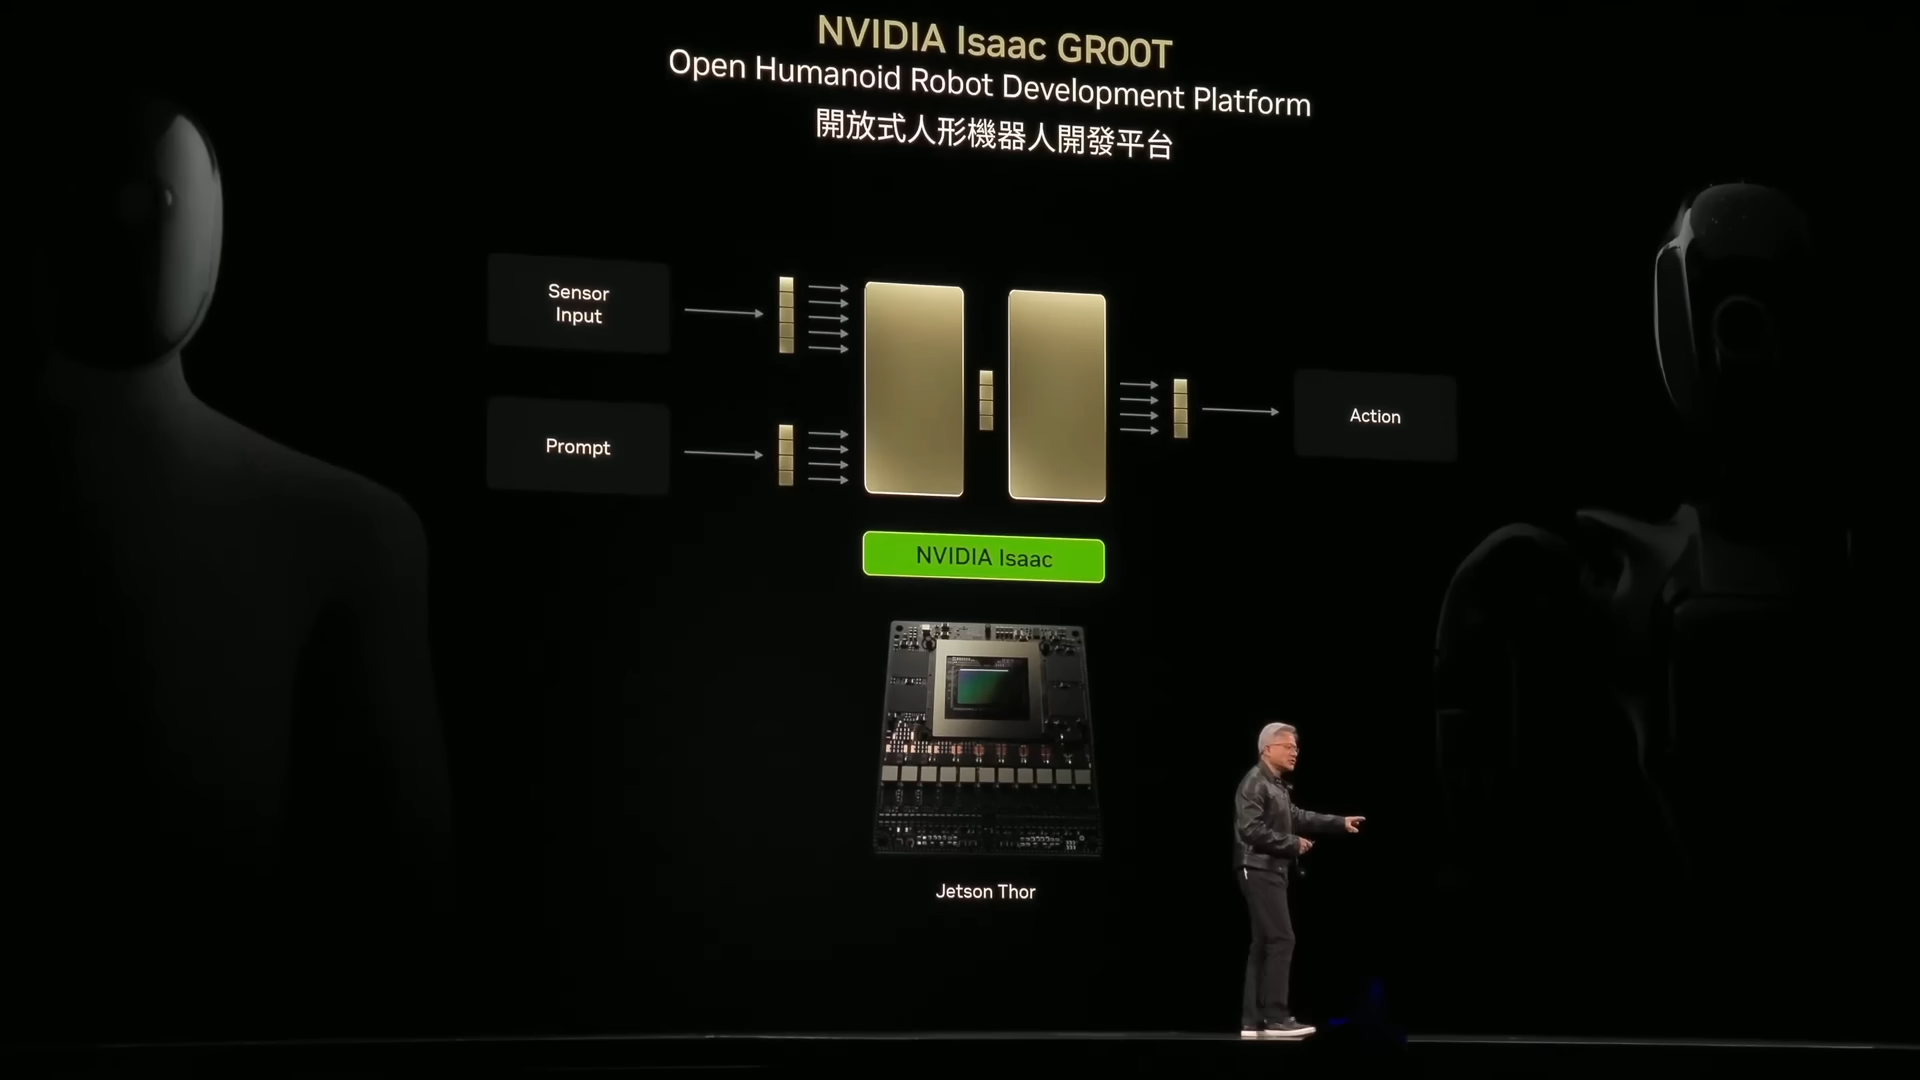 NVIDIA Isaac GR00T
Open Humanoid Robot Development Platform
開放式人形機器人開發平台
Sensor
Input
Prompt
Action
NVIDIA Isaac
Jetson Thor